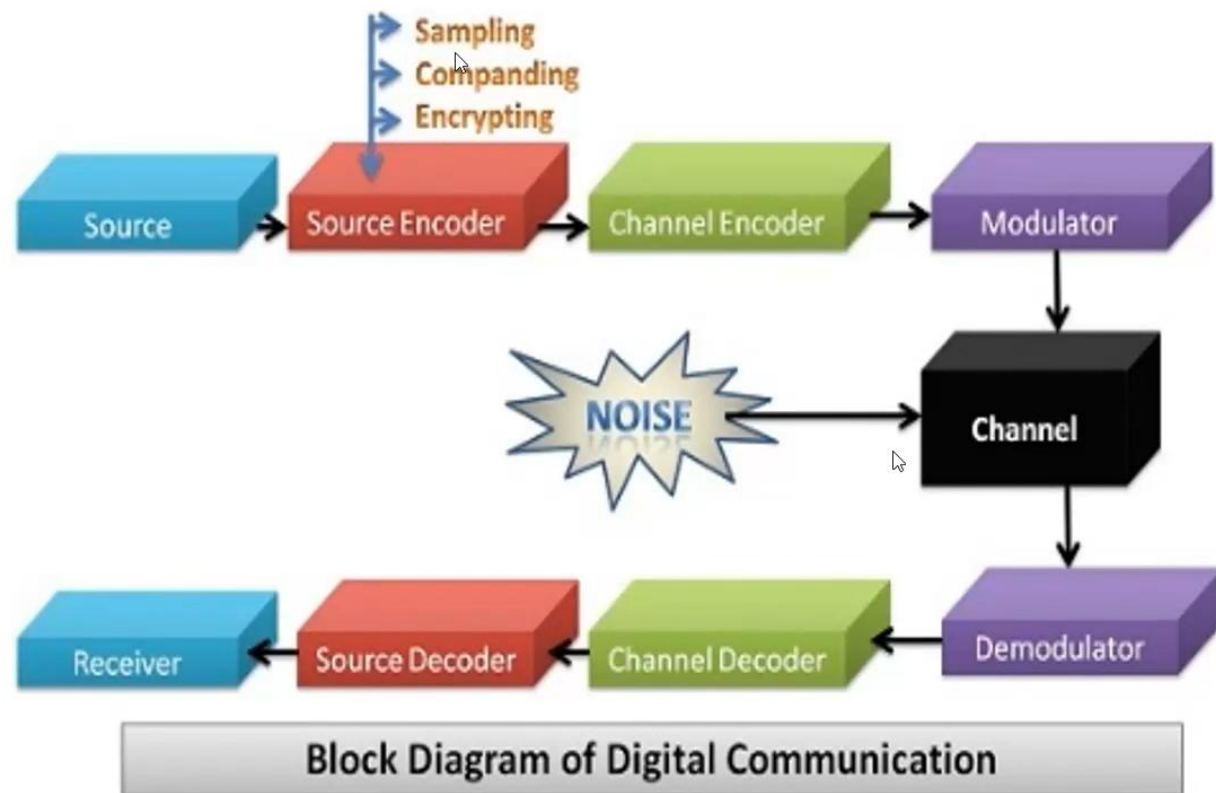 Sampling
Companding
Encrypting
Source
Source Encoder
Channel Encoder
Modulator
NOISE
Channel
Receiver
Source Decoder
Channel Decoder
Demodulator
Block Diagram of Digital Communication